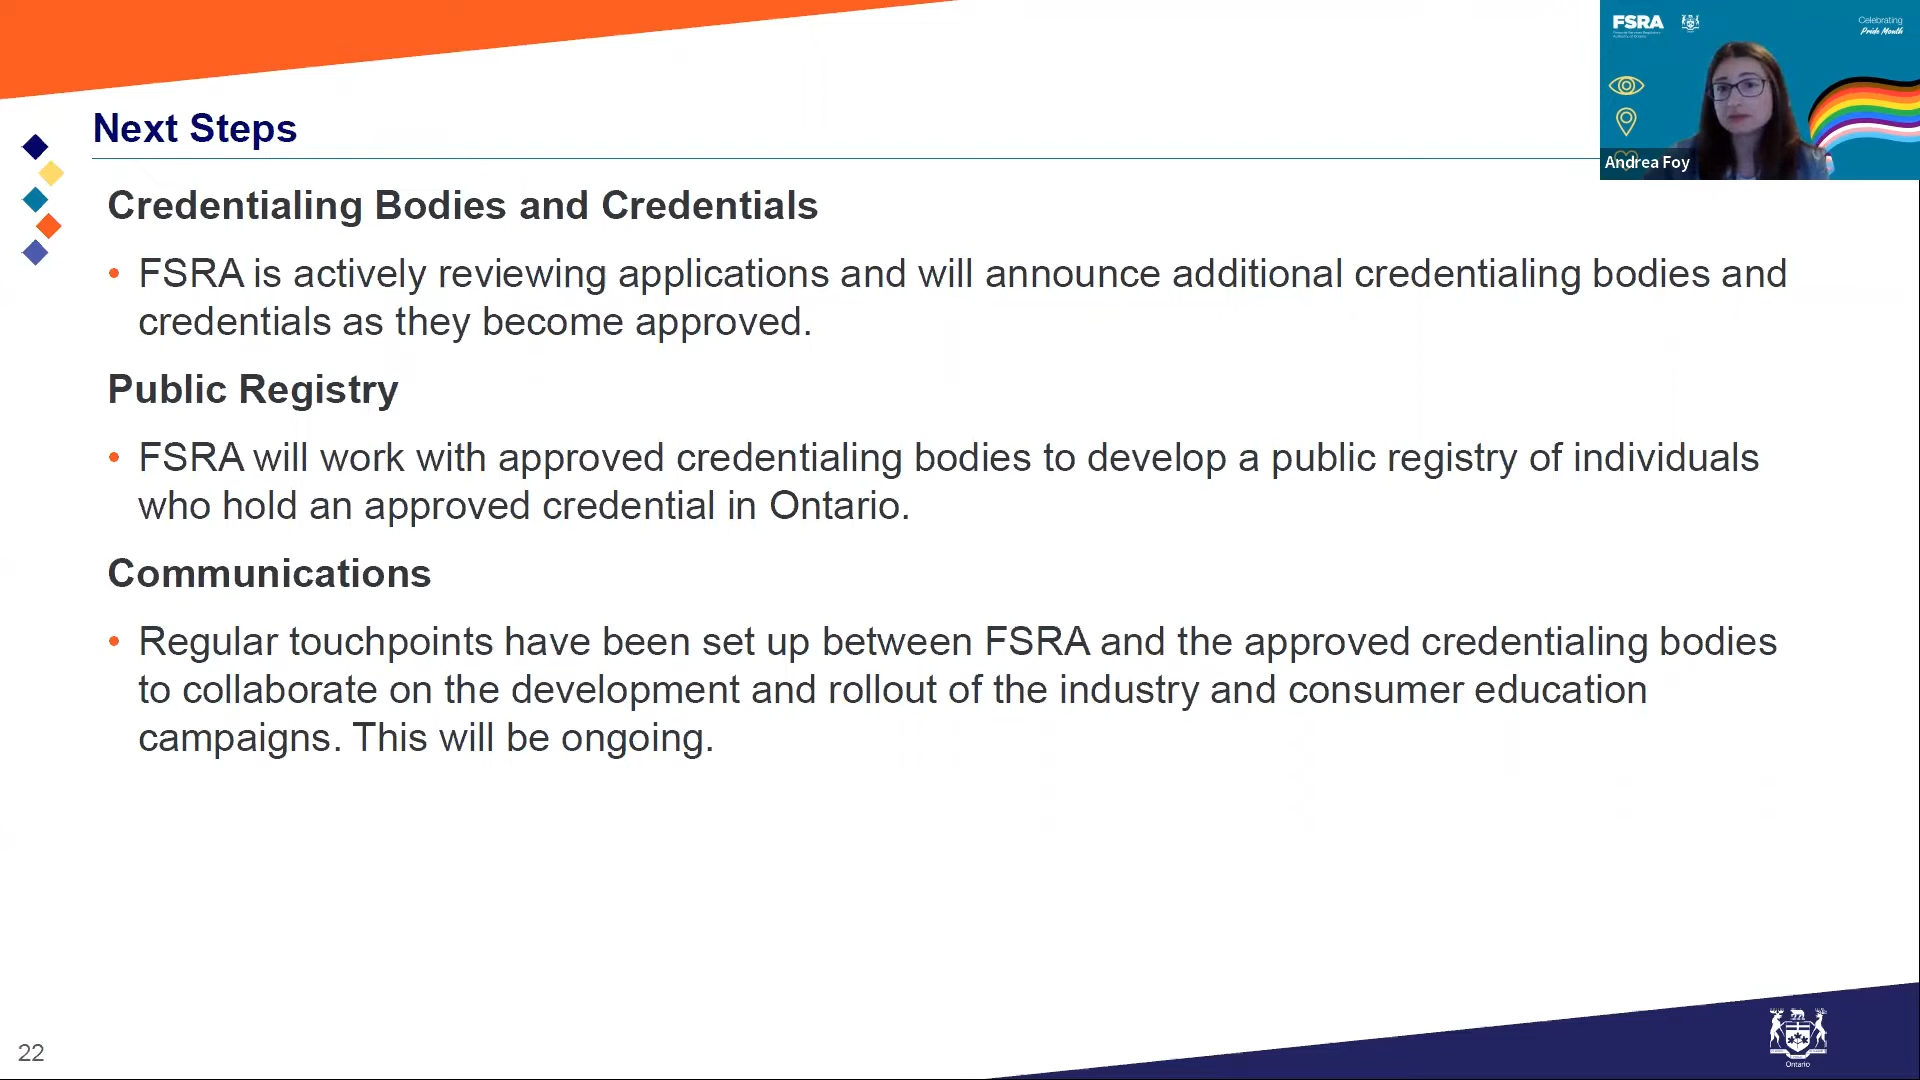 FSRA
Celebrating
Pride Month
Andrea Foy
Next Steps
Credentialing Bodies and Credentials
• FSRA is actively reviewing applications and will announce additional credentialing bodies and
credentials as they become approved.
Public Registry
• FSRA will work with approved credentialing bodies to develop a public registry of individuals
who hold an approved credential in Ontario.
Communications
• Regular touchpoints have been set up between FSRA and the approved credentialing bodies
to collaborate on the development and rollout of the industry and consumer education
campaigns. This will be ongoing.
22
Ontario